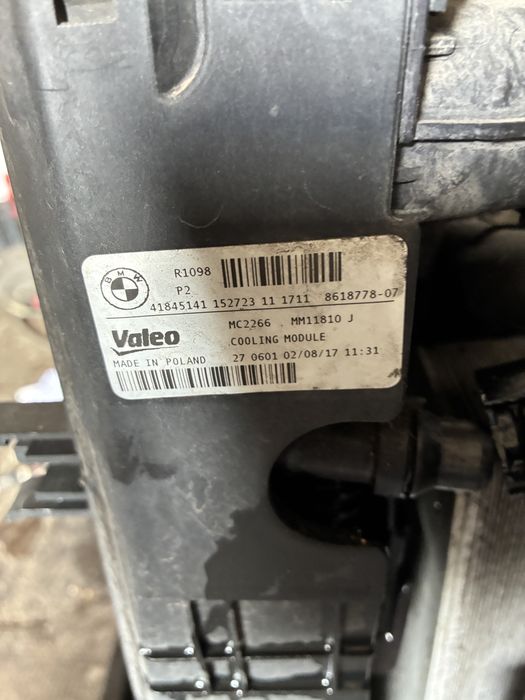 BMW
R1098
P2
41845141 152723 11 1711 8618778-07
Valeo MC2266 MM11810 J
COOLING MODULE
MADE IN POLAND 27 0601 02/08/17 11:31